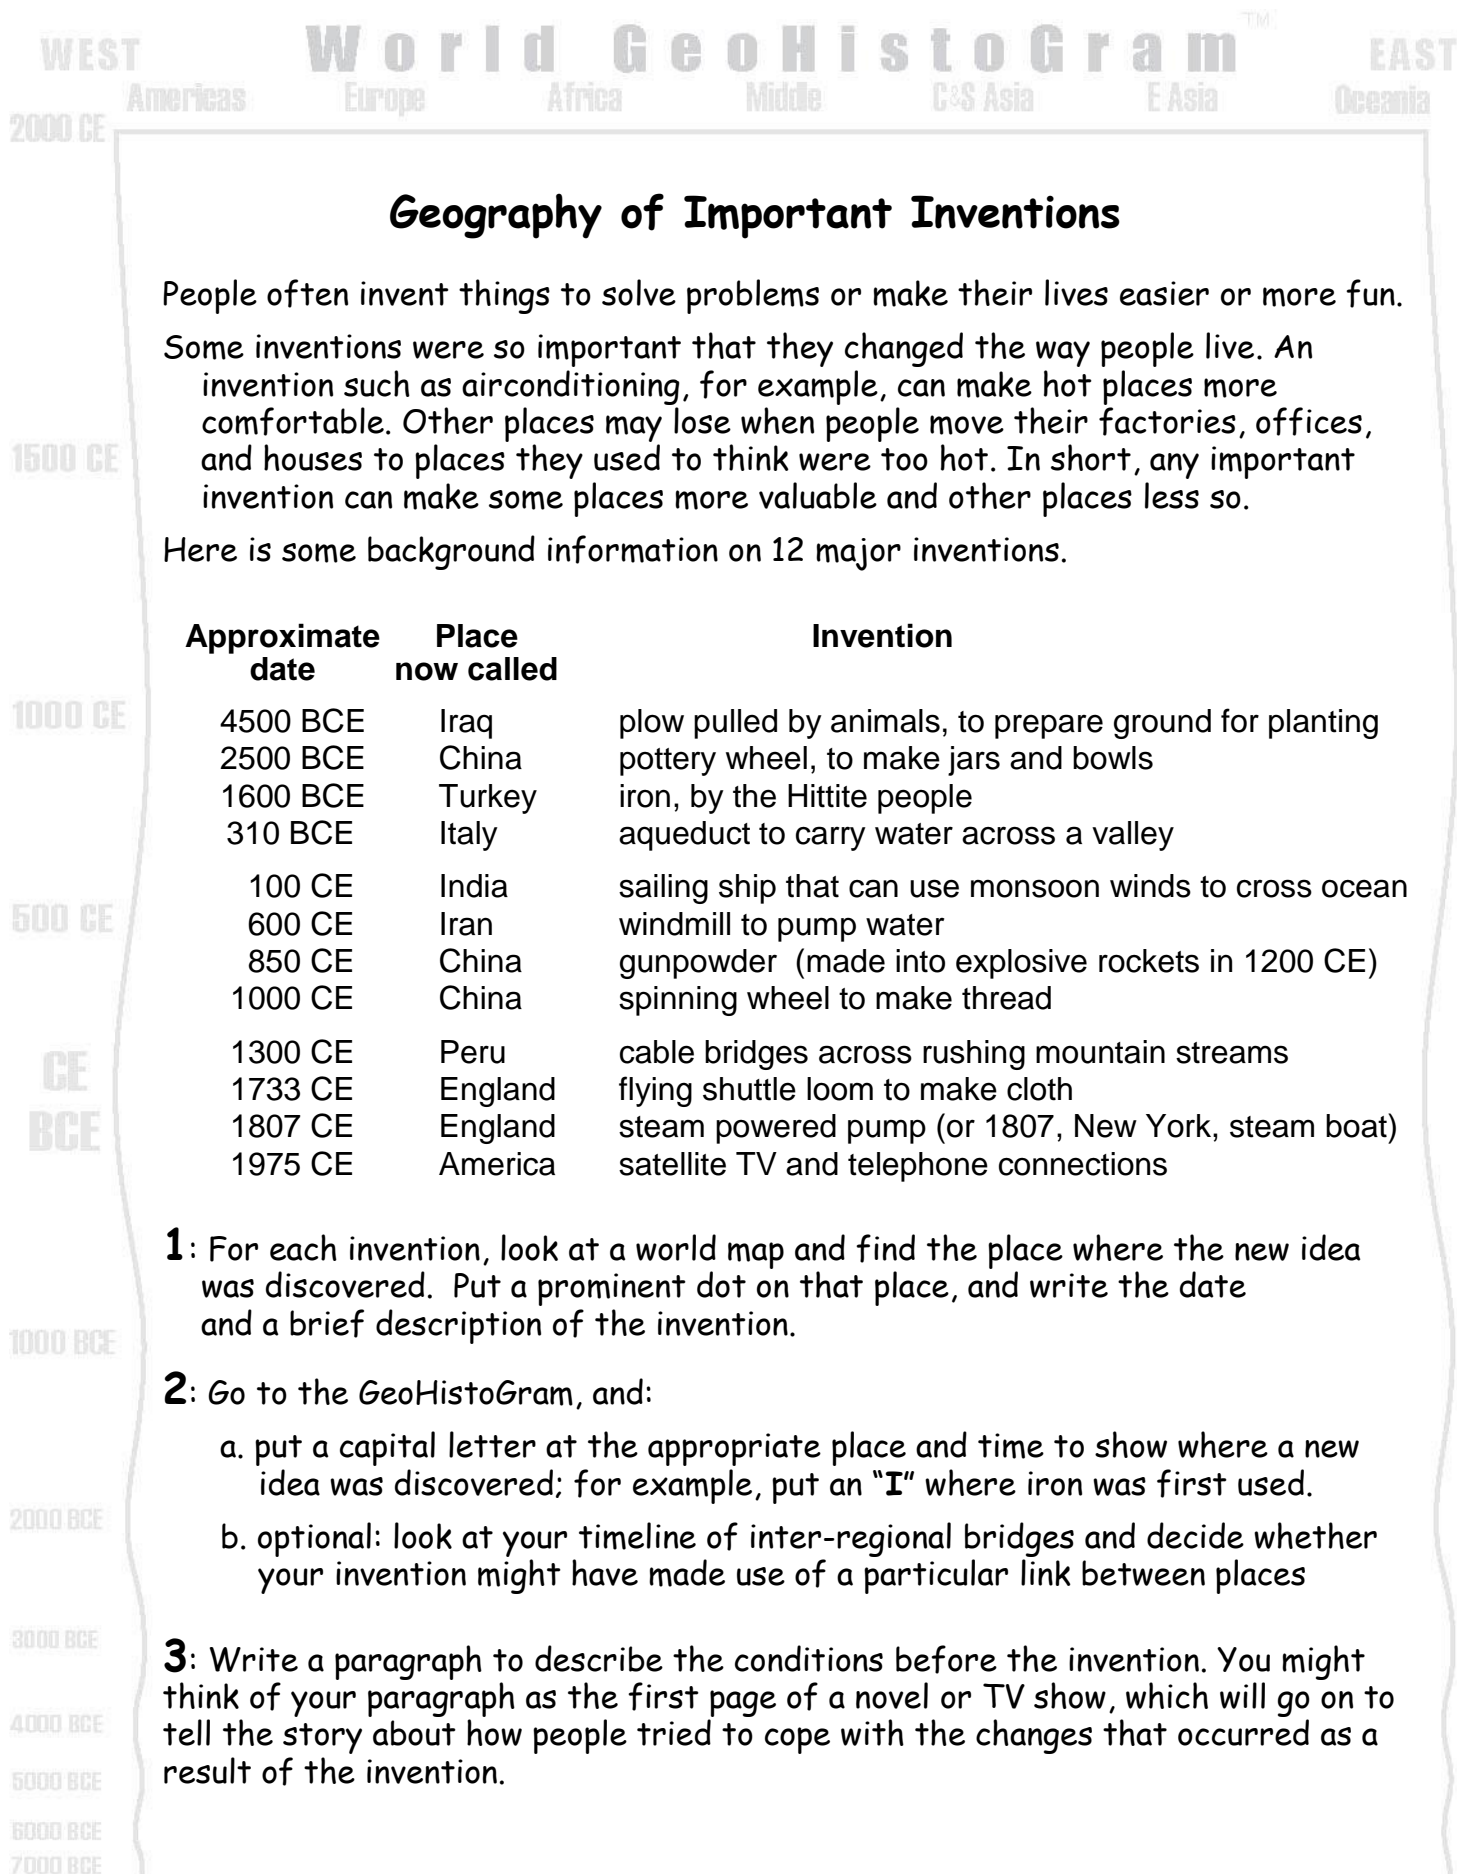 World GeoHistoGram™
WEST EAST
Americas Europe Africa Middle C&S Asia E Asia Oceania
2000 CE
Geography of Important Inventions
People often invent things to solve problems or make their lives easier or more fun.
Some inventions were so important that they changed the way people live. An
invention such as airconditioning, for example, can make hot places more
comfortable. Other places may lose when people move their factories, offices,
1500 CE
and houses to places they used to think were too hot. In short, any important
invention can make some places more valuable and other places less so.
Here is some background information on 12 major inventions.
Approximate Place Invention
date now called
1000 CE
4500 BCE Iraq plow pulled by animals, to prepare ground for planting
2500 BCE China pottery wheel, to make jars and bowls
1600 BCE Turkey iron, by the Hittite people
310 BCE Italy aqueduct to carry water across a valley
100 CE India sailing ship that can use monsoon winds to cross ocean
500 CE
600 CE Iran windmill to pump water
850 CE China gunpowder (made into explosive rockets in 1200 CE)
1000 CE China spinning wheel to make thread
1300 CE Peru cable bridges across rushing mountain streams
CE
1733 CE England flying shuttle loom to make cloth
1807 CE England steam powered pump (or 1807, New York, steam boat)
BCE
1975 CE America satellite TV and telephone connections
1: For each invention, look at a world map and find the place where the new idea
was discovered. Put a prominent dot on that place, and write the date
and a brief description of the invention.
1000 BCE
2: Go to the GeoHistoGram, and:
a. put a capital letter at the appropriate place and time to show where a new
idea was discovered; for example, put an "I" where iron was first used.
2000 BCE
b. optional: look at your timeline of inter-regional bridges and decide whether
your invention might have made use of a particular link between places
3000 BCE
3: Write a paragraph to describe the conditions before the invention. You might
think of your paragraph as the first page of a novel or TV show, which will go on to
4000 BCE
tell the story about how people tried to cope with the changes that occurred as a
result of the invention.
5000 BCE
6000 BCE
7000 BCE